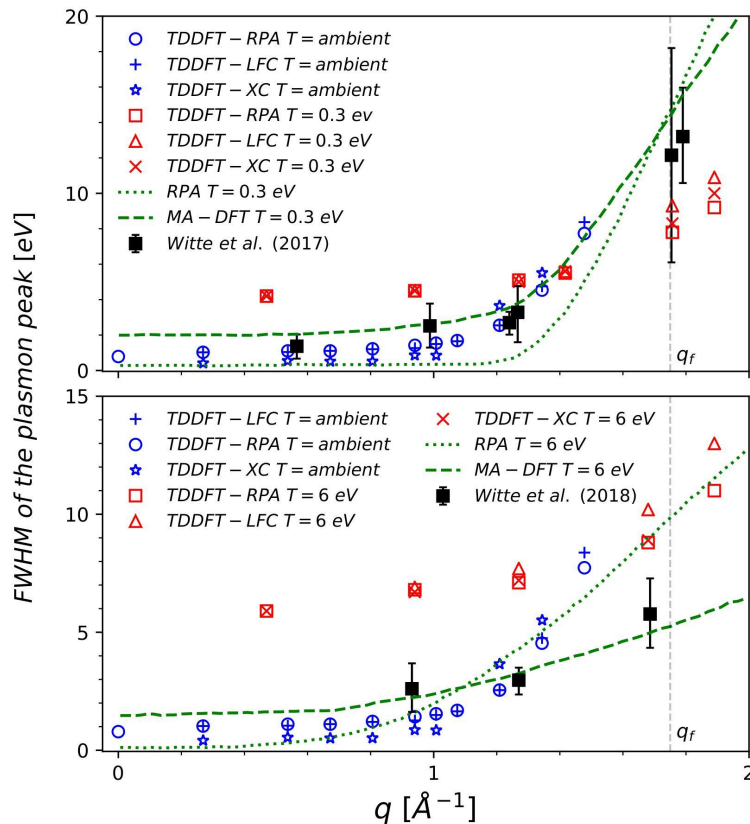 20
TDDFT − RPA T = ambient
TDDFT − LFC T = ambient
TDDFT − XC T = ambient
TDDFT − RPA T = 0.3 ev
TDDFT − LFC T = 0.3 eV
TDDFT − XC T = 0.3 eV
RPA T = 0.3 eV
MA − DFT T = 0.3 eV
Witte et al. (2017)
10
0
q_f
FWHM of the plasmon peak [eV]
15
TDDFT − LFC T = ambient
TDDFT − RPA T = ambient
TDDFT − XC T = ambient
TDDFT − RPA T = 6 eV
TDDFT − LFC T = 6 eV
TDDFT − XC T = 6 eV
RPA T = 6 eV
MA − DFT T = 6 eV
Witte et al. (2018)
10
5
0
q_f
0 1 2
q [Å⁻¹]